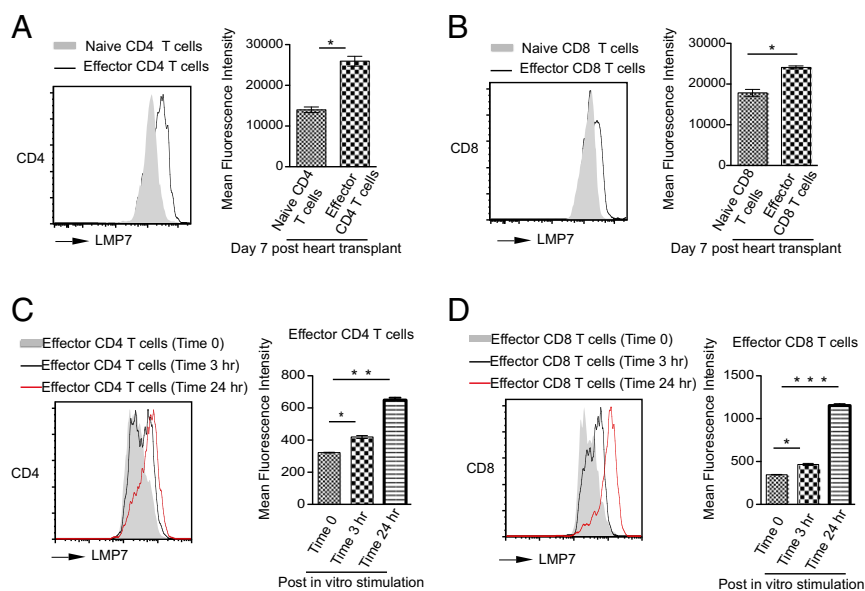 A
Naive CD4 T cells
Effector CD4 T cells
CD4
LMP7
Mean Fluorescence Intensity
30000
20000
10000
0
*
Naive CD4
T cells
Effector
CD4 T cells
Day 7 post heart transplant
B
Naive CD8 T cells
Effector CD8 T cells
CD8
LMP7
Mean Fluorescence Intensity
30000
20000
10000
0
*
Naive CD8
T cells
Effector
CD8 T cells
Day 7 post heart transplant
C
Effector CD4 T cells (Time 0)
Effector CD4 T cells (Time 3 hr)
Effector CD4 T cells (Time 24 hr)
CD4
LMP7
Effector CD4 T cells
Mean Fluorescence Intensity
800
600
400
200
0
* *
*
Time 0
Time 3 hr
Time 24 hr
Post in vitro stimulation
D
Effector CD8 T cells (Time 0)
Effector CD8 T cells (Time 3 hr)
Effector CD8 T cells (Time 24 hr)
CD8
LMP7
Effector CD8 T cells
Mean Fluorescence Intensity
1500
1000
500
0
* * *
*
Time 0
Time 3 hr
Time 24 hr
Post in vitro stimulation